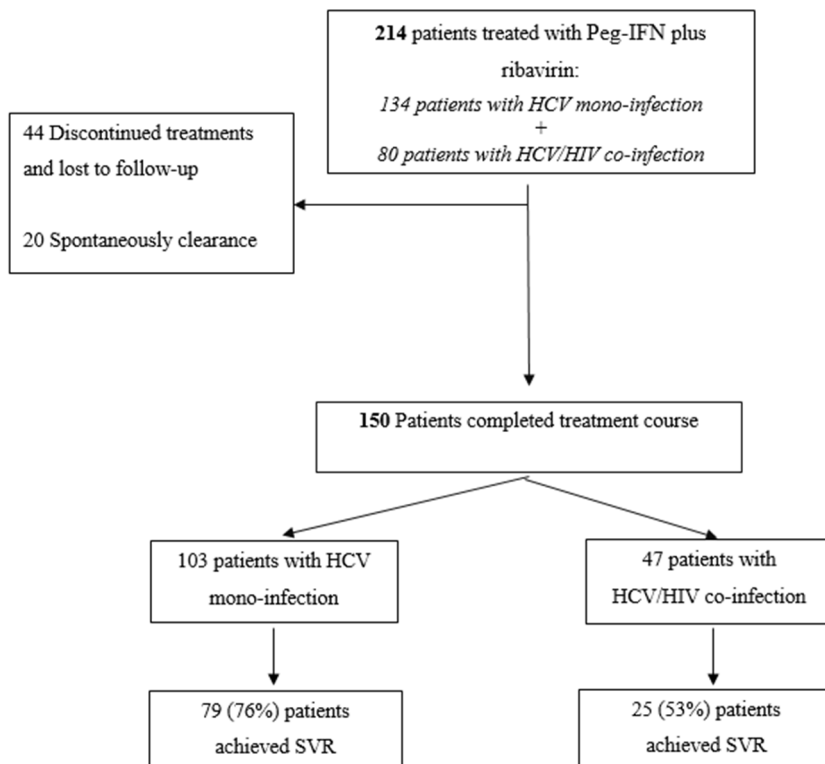 214 patients treated with Peg-IFN plus
ribavirin:
134 patients with HCV mono-infection
+
80 patients with HCV/HIV co-infection
44 Discontinued treatments
and lost to follow-up
20 Spontaneously clearance
150 Patients completed treatment course
103 patients with HCV
mono-infection
47 patients with
HCV/HIV co-infection
79 (76%) patients
achieved SVR
25 (53%) patients
achieved SVR